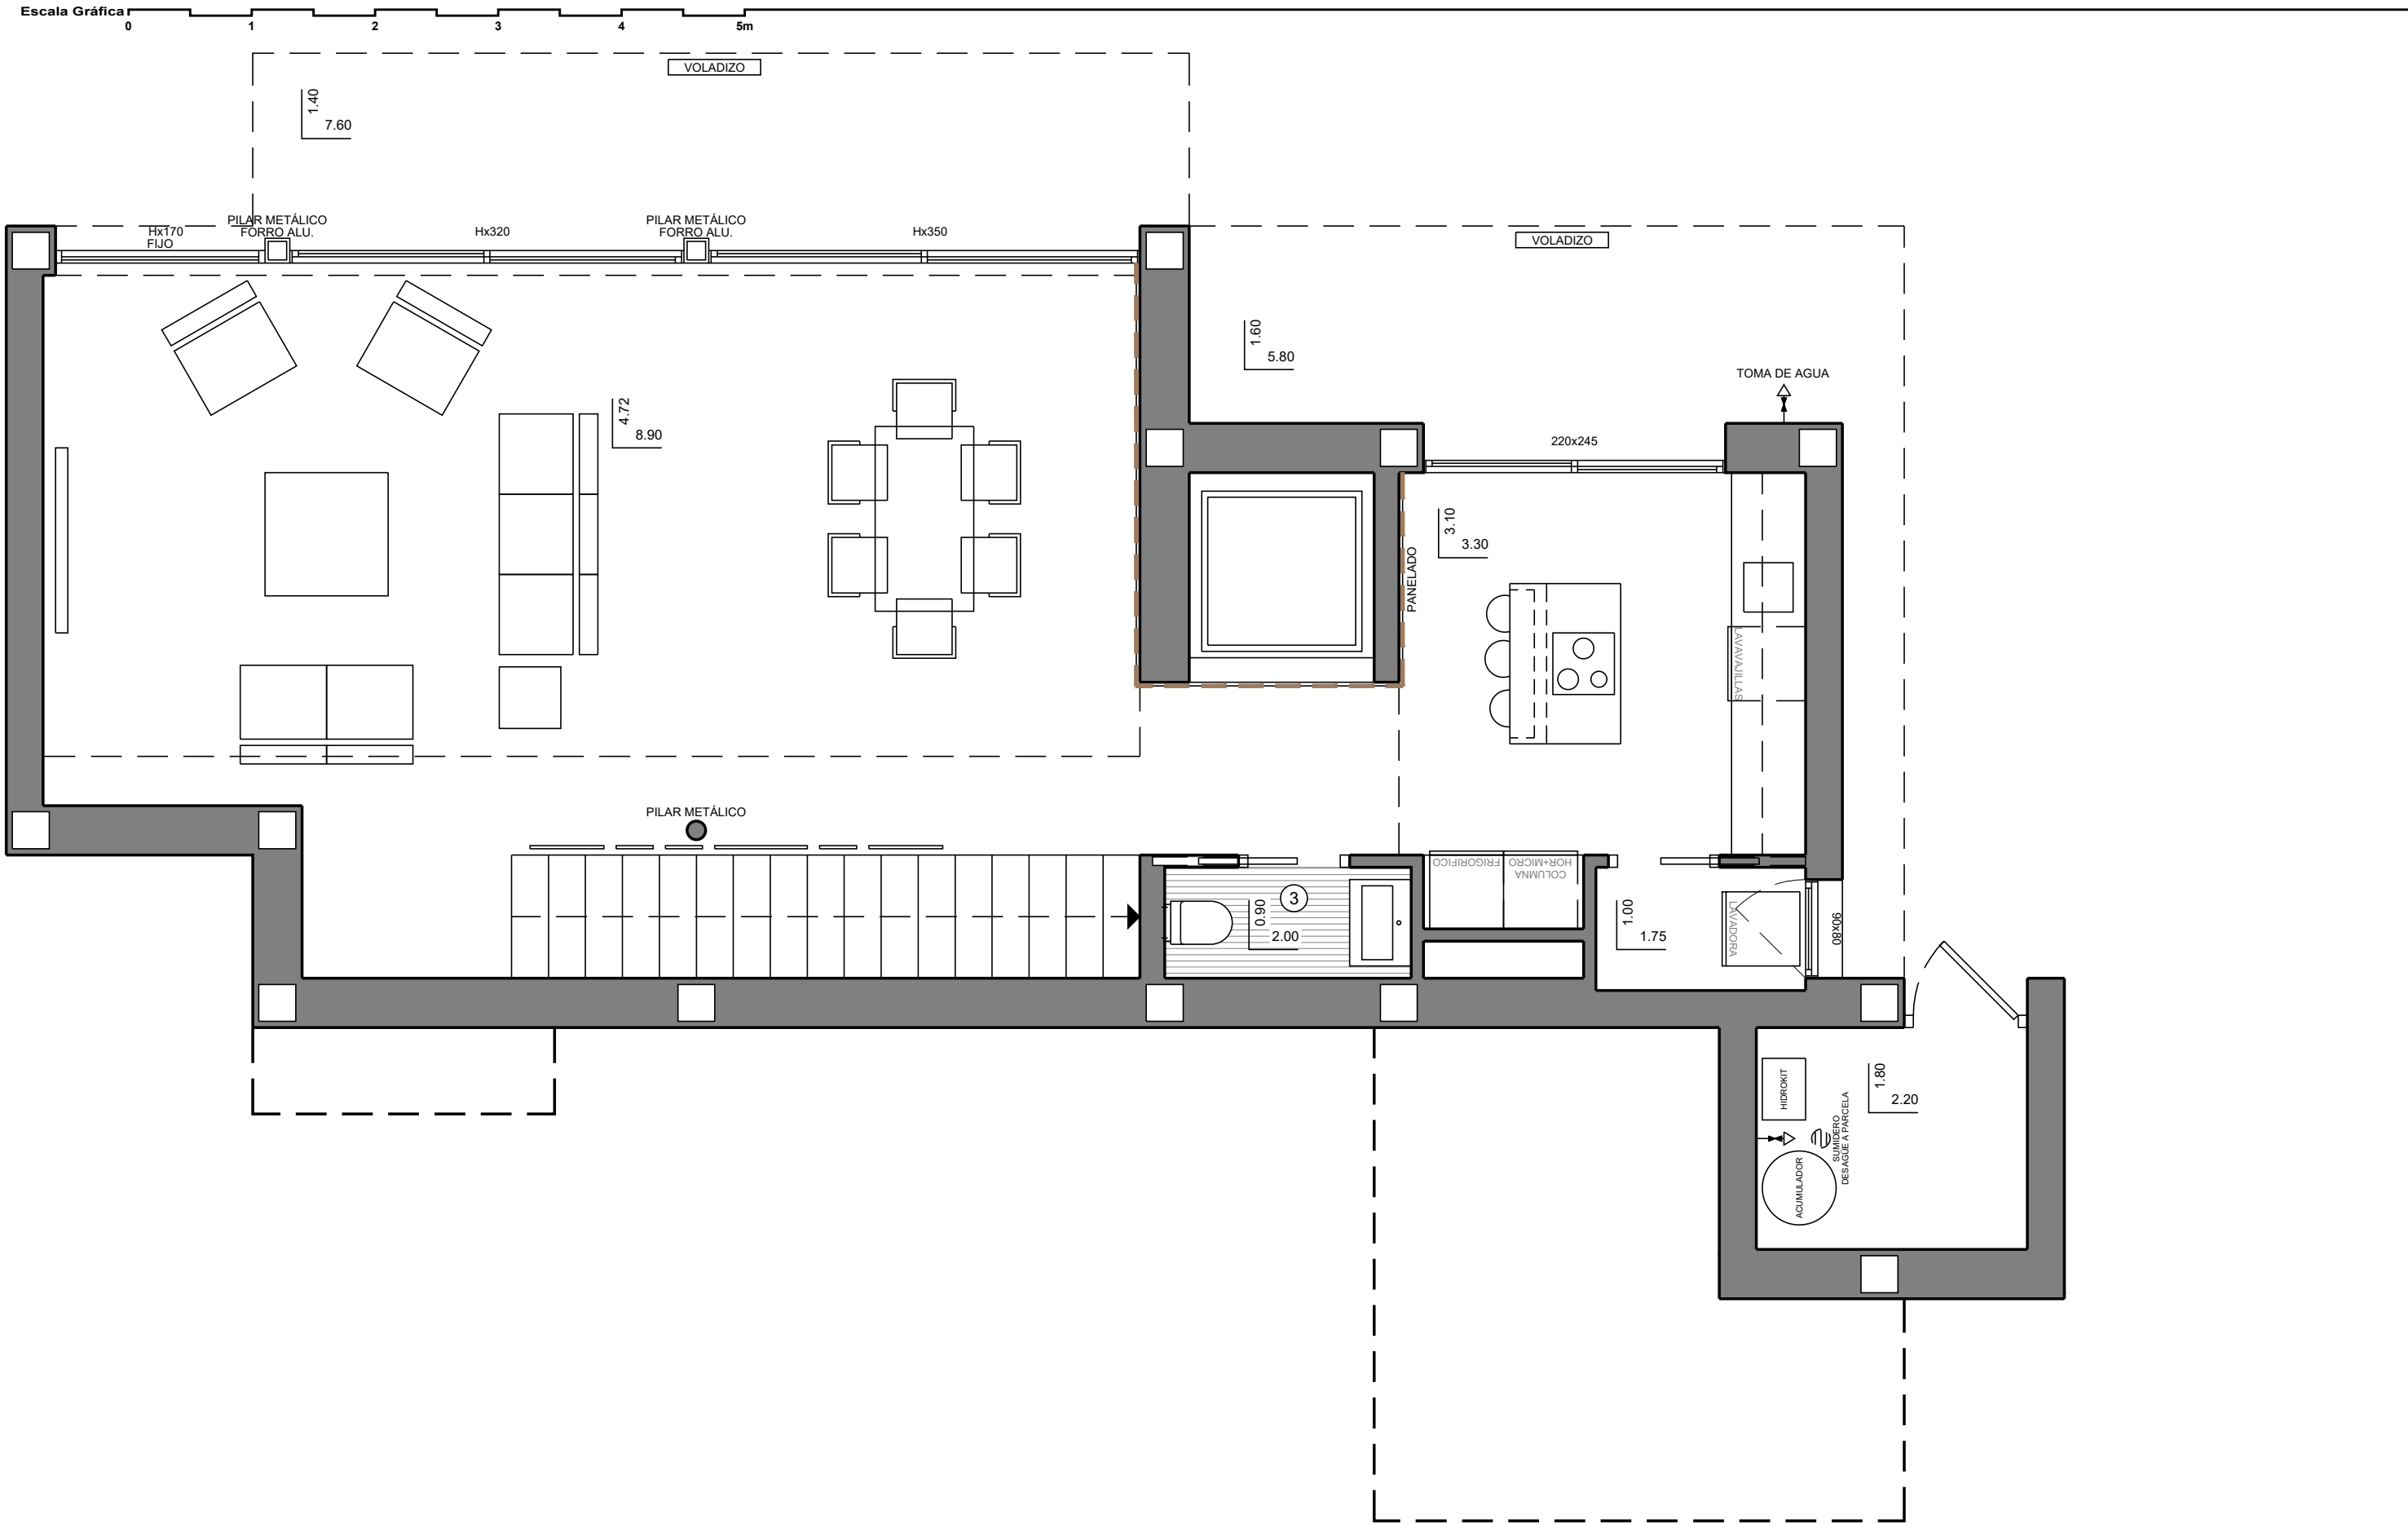 Escala Gráfica
0 1 2 3 4 5m
VOLADIZO
1.40
7.60
PILAR METÁLICO
FORRO ALU.
Hx170
FIJO
Hx320
PILAR METÁLICO
FORRO ALU.
Hx350
VOLADIZO
1.60
5.80
TOMA DE AGUA
4.72
8.90
220x245
3.10
3.30
PANELADO
LAVAVAJILLAS
PILAR METÁLICO
FRIGORIFICO
COLUMNA
HOR+MICRO
3
0.90
2.00
1.00
1.75
LAVADORA
90x80
HIDROKIT
1.80
2.20
SUMIDERO
DESAGÜE A PARCELA
ACUMULADOR